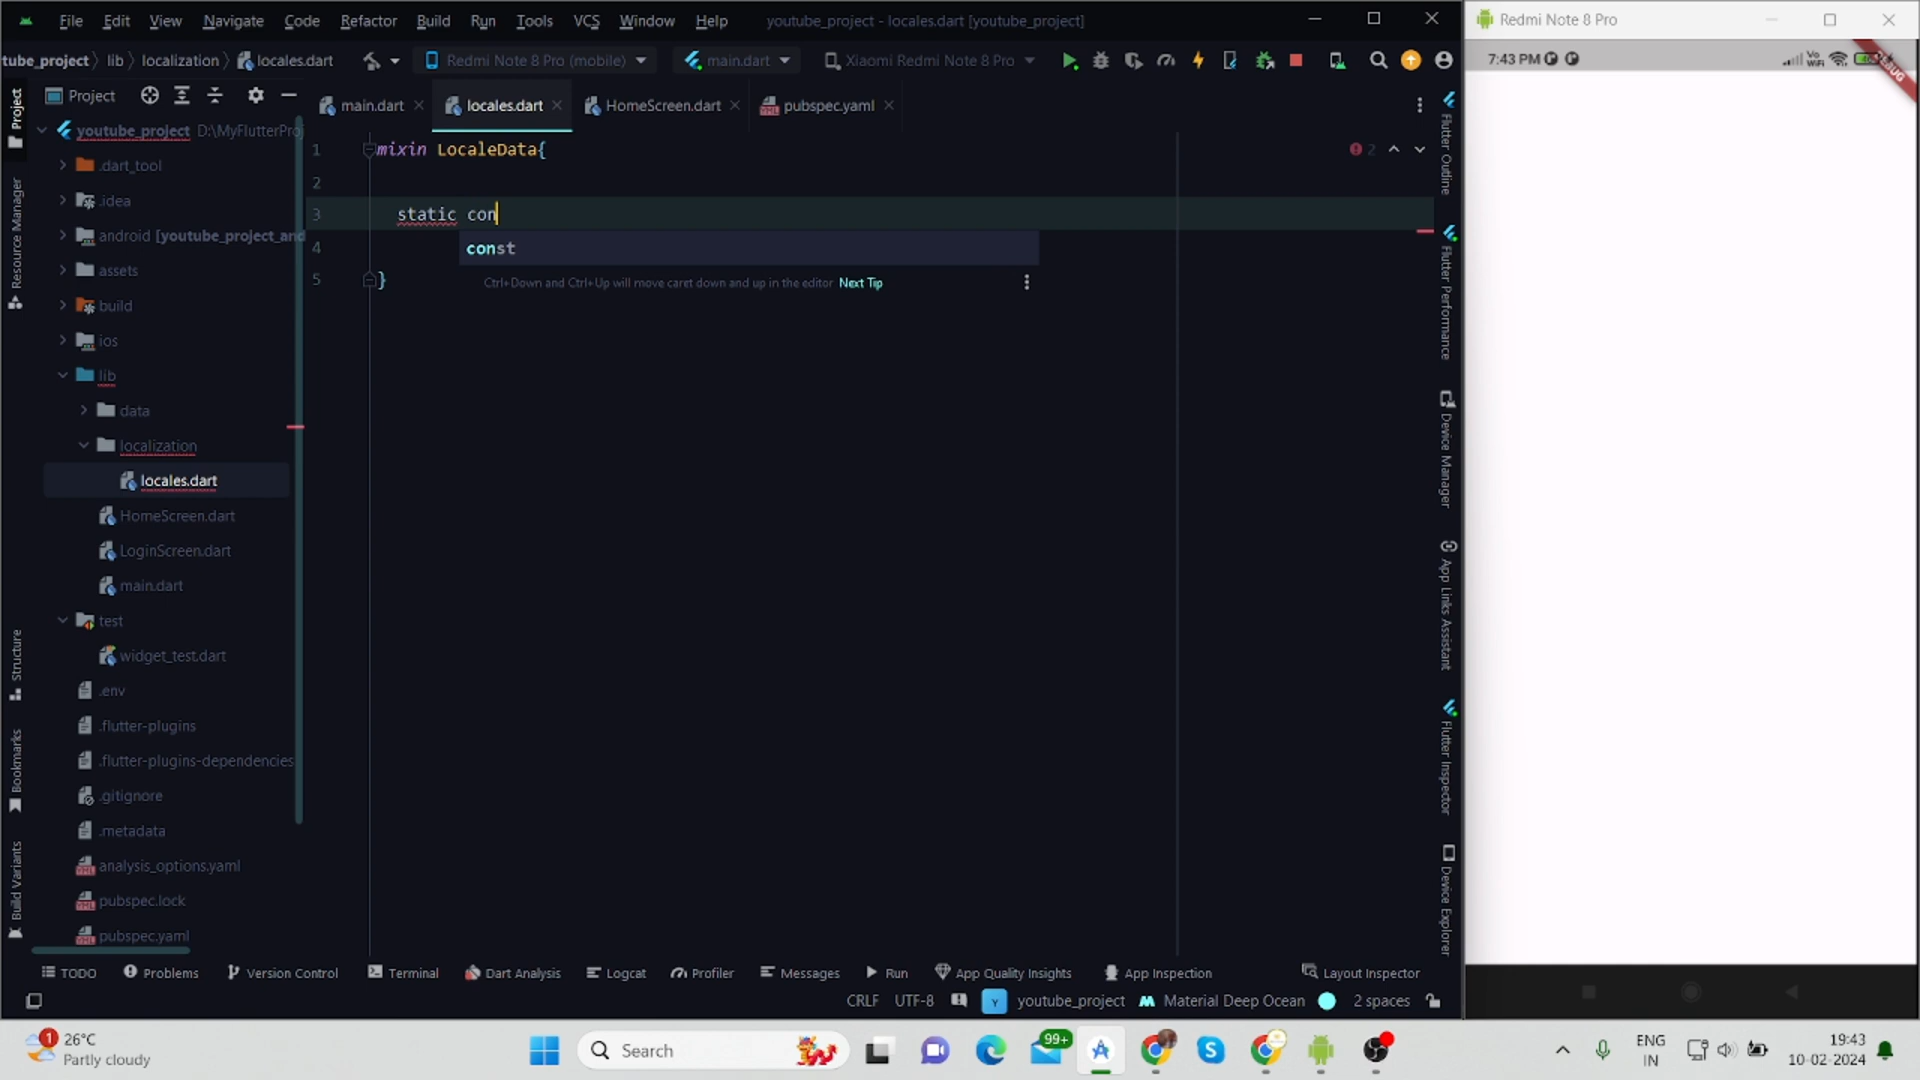 File Edit View Navigate Code Refactor Build Run Tools VCS Window Help youtube_project - locales.dart [youtube_project]
Redmi Note 8 Pro
tube_project lib localization locales.dart Redmi Note 8 Pro (mobile) main.dart Xiaomi Redmi Note 8 Pro
7:43 PM
DEBUG
Project
main.dart locales.dart HomeScreen.dart pubspec.yaml
youtube_project D:\MyFlutterProj
.dart_tool
.idea
android [youtube_project_and
assets
build
ios
lib
data
localization
locales.dart
HomeScreen.dart
LoginScreen.dart
main.dart
test
widget_test.dart
.env
.flutter-plugins
.flutter-plugins-dependencies
.gitignore
.metadata
analysis_options.yaml
pubspec.lock
pubspec.yaml
1 mixin LocaleData{
2
3 static con
4 const
5 }
Ctrl+Down and Ctrl+Up will move caret down and up in the editor Next Tip
2
Project
Resource Manager
Structure
Bookmarks
Build Variants
Flutter Outline
Flutter Performance
Device Manager
App Links Assistant
Flutter Inspector
Device Explorer
TODO Problems Version Control Terminal Dart Analysis Logcat Profiler Messages Run App Quality Insights App Inspection Layout Inspector
CRLF UTF-8 Y youtube_project Material Deep Ocean 2 spaces
1 26°C
Partly cloudy
Search
99+
ENG
IN
19:43
10-02-2024